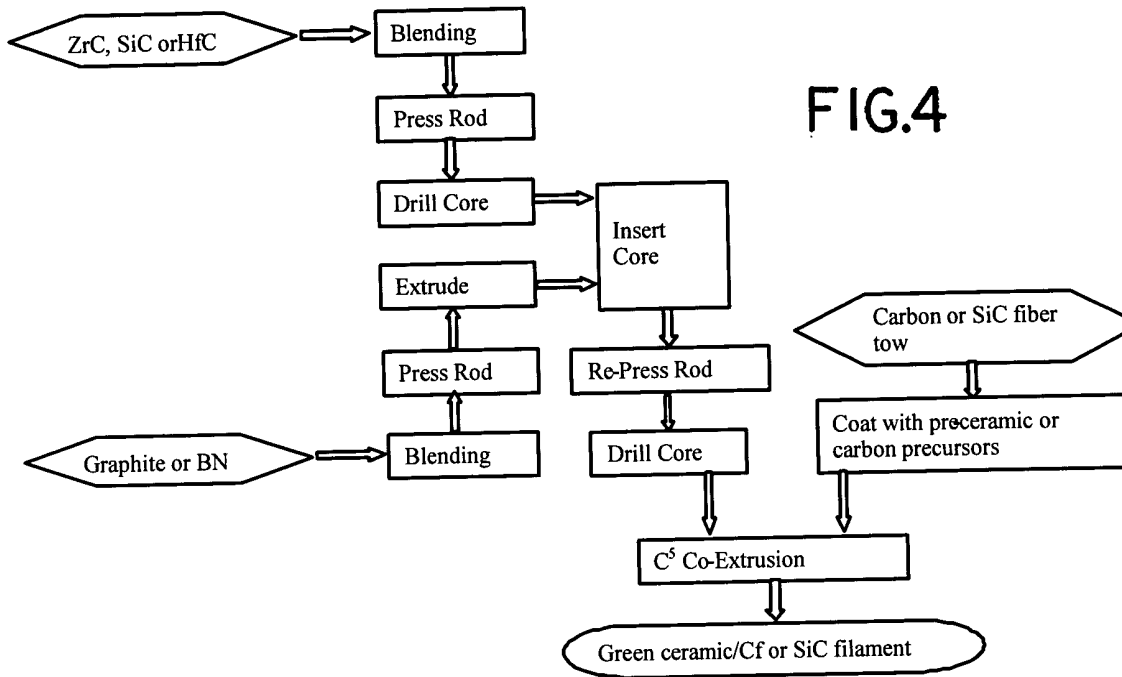 ZrC, SiC orHfC
Blending
FIG.4
Press Rod
Drill Core
Insert
Core
Extrude
Carbon or SiC fiber
tow
Press Rod
Re-Press Rod
Coat with preceramic or
carbon precursors
Graphite or BN
Blending
Drill Core
C⁵ Co-Extrusion
Green ceramic/Cf or SiC filament